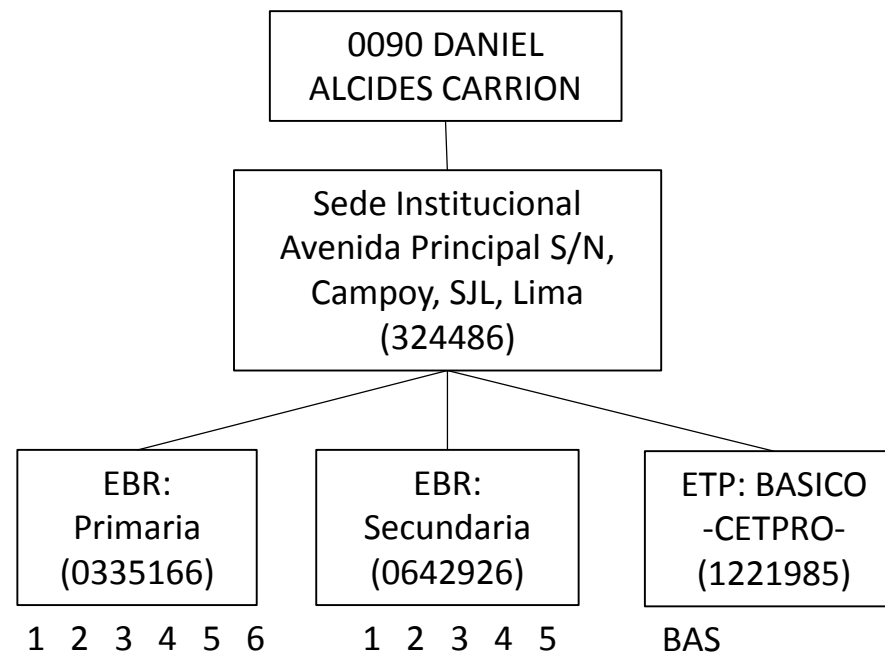 0090 DANIEL
ALCIDES CARRION
Sede Institucional
Avenida Principal S/N,
Campoy, SJL, Lima
(324486)
EBR:
Primaria
(0335166)
1 2 3 4 5 6
EBR:
Secundaria
(0642926)
1 2 3 4 5
ETP: BASICO
-CETPRO-
(1221985)
BAS